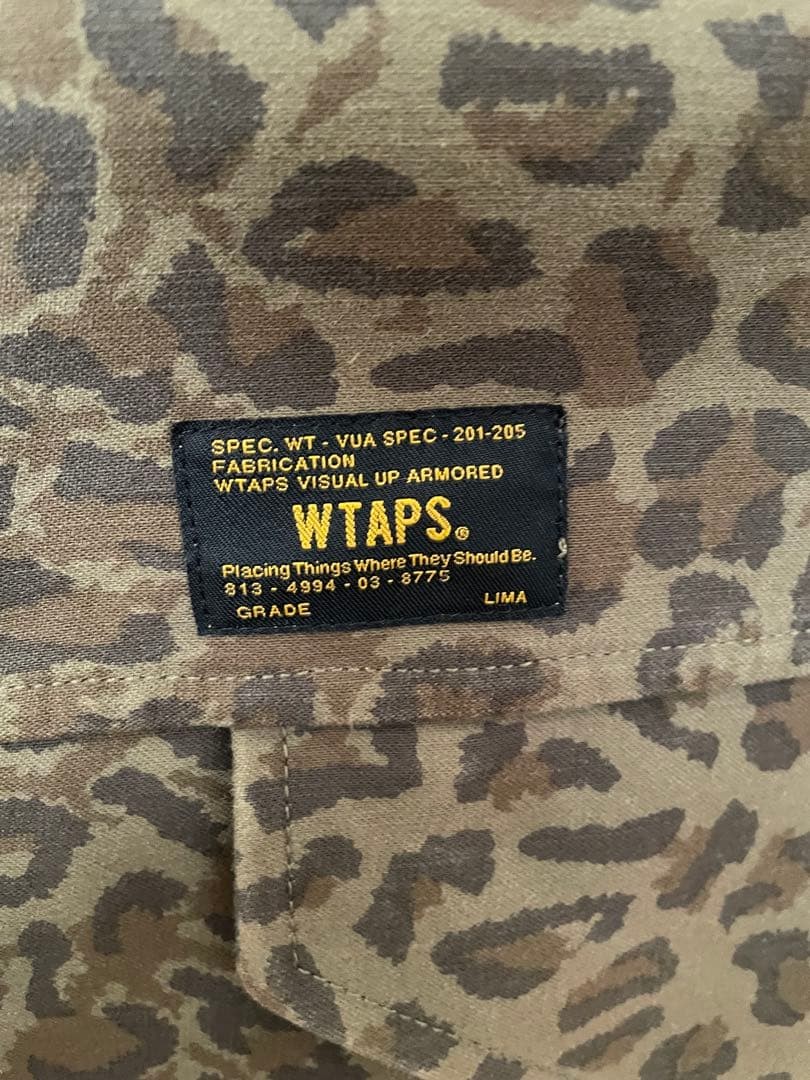 SPEC. WT - VUA SPEC - 201-205
FABRICATION
WTAPS VISUAL UP ARMORED
WTAPS®
Placing Things Where They Should Be.
813 - 4994 - 03 - 8775
GRADE LIMA